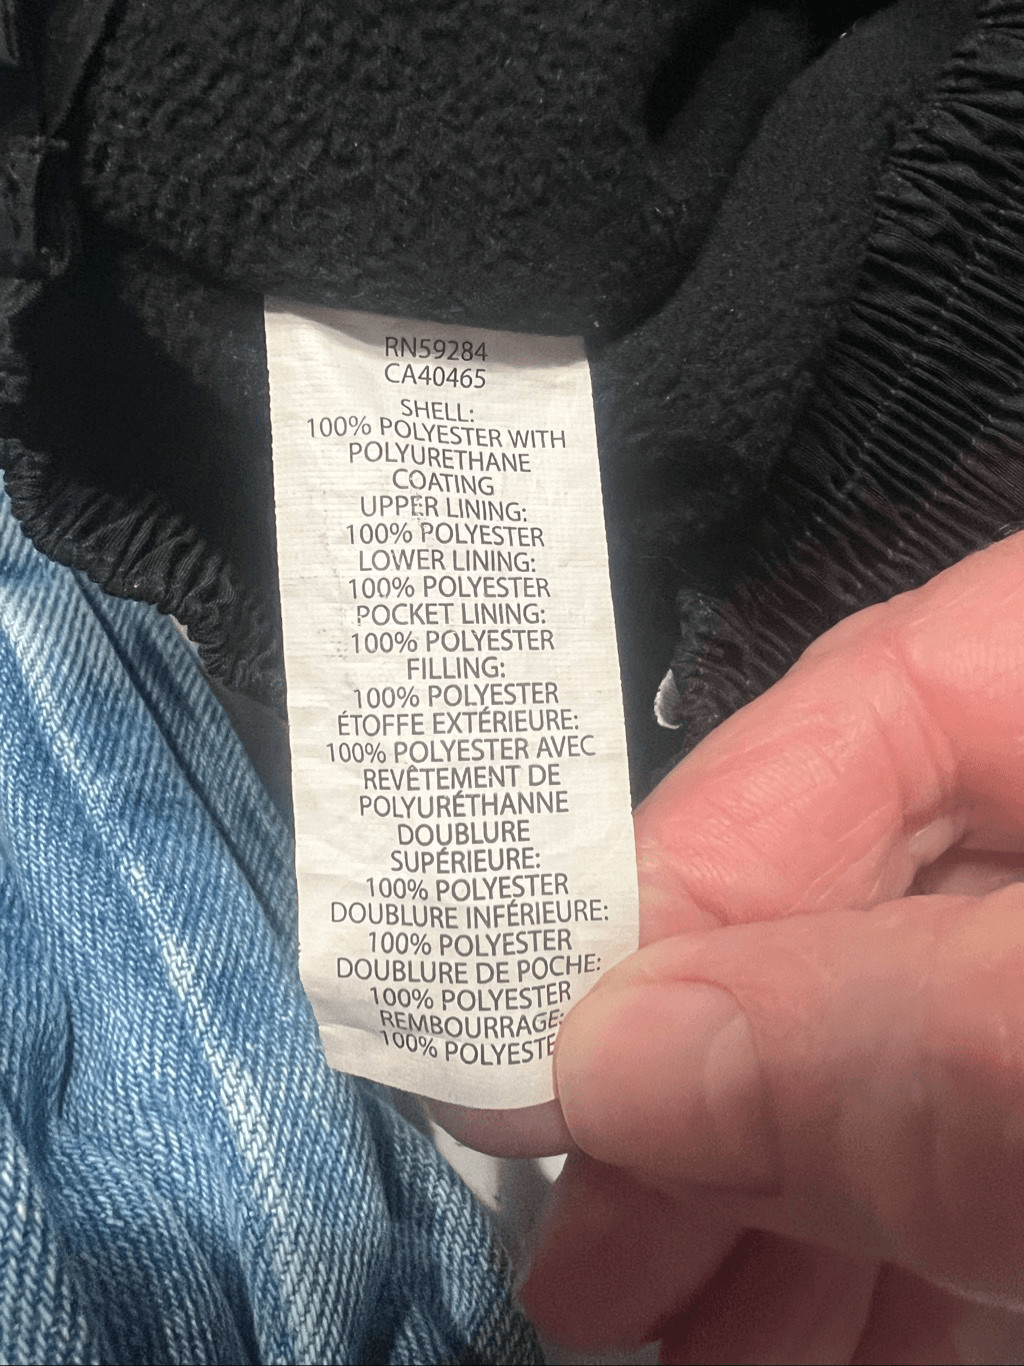 RN59284
CA40465
SHELL:
100% POLYESTER WITH
POLYURETHANE
COATING
UPPER LINING:
100% POLYESTER
LOWER LINING:
100% POLYESTER
POCKET LINING:
100% POLYESTER
FILLING:
100% POLYESTER
ÉTOFFE EXTÉRIEURE:
100% POLYESTER AVEC
REVÊTEMENT DE
POLYURÉTHANNE
DOUBLURE
SUPÉRIEURE:
100% POLYESTER
DOUBLURE INFÉRIEURE:
100% POLYESTER
DOUBLURE DE POCHE:
100% POLYESTER
REMBOURRAGE:
100% POLYESTE